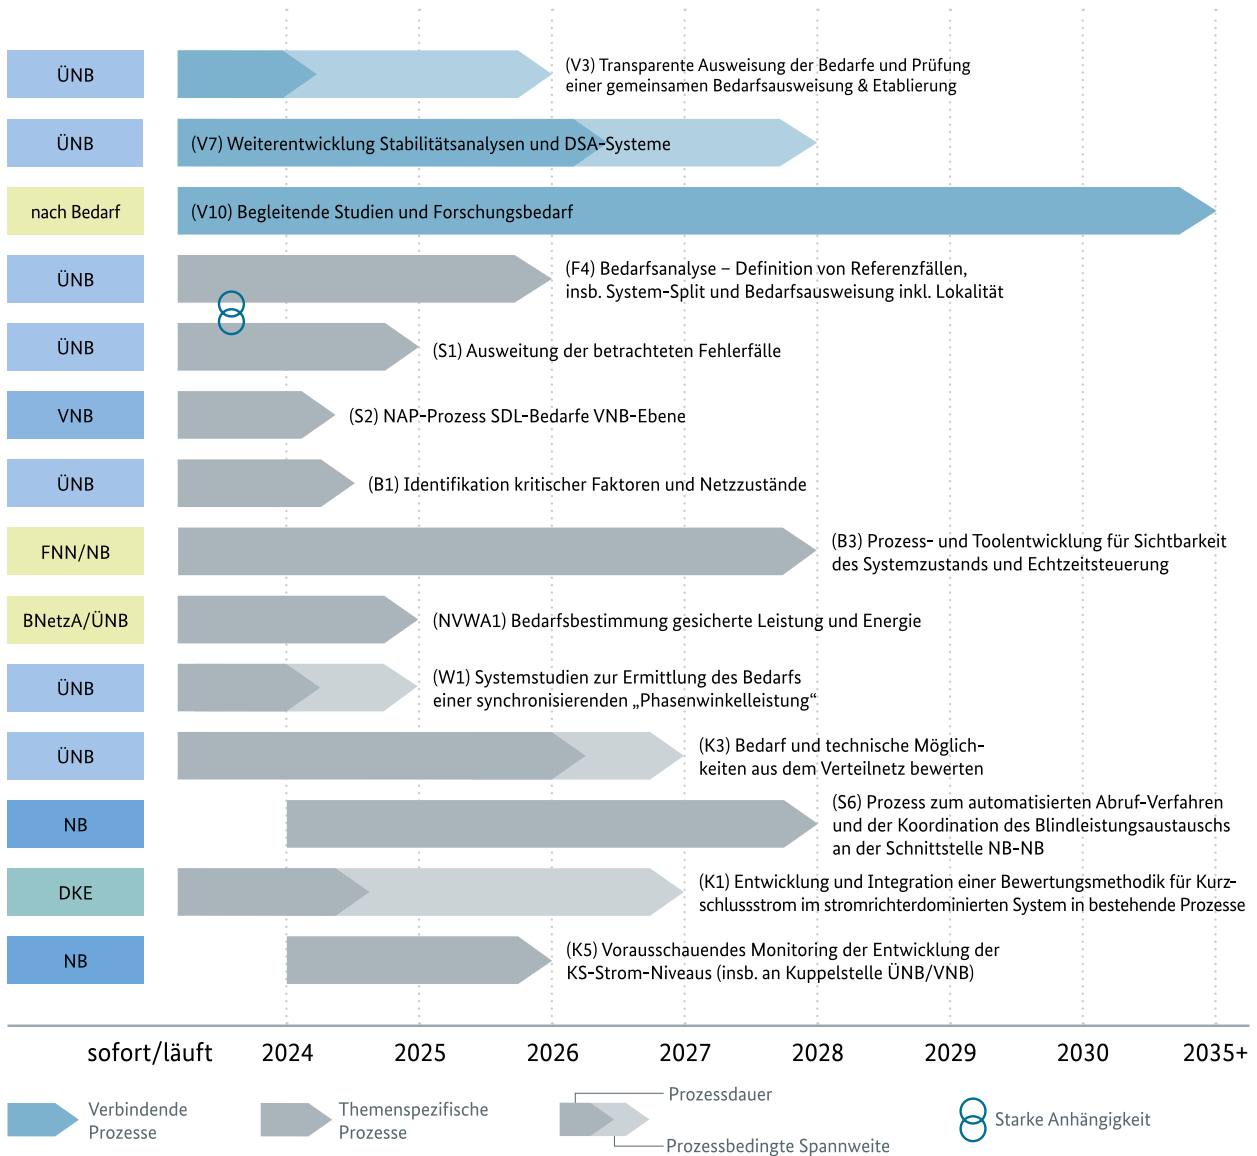 ÜNB
(V3) Transparente Ausweisung der Bedarfe und Prüfung
einer gemeinsamen Bedarfsausweisung & Etablierung
ÜNB
(V7) Weiterentwicklung Stabilitätsanalysen und DSA-Systeme
nach Bedarf
(V10) Begleitende Studien und Forschungsbedarf
ÜNB
(F4) Bedarfsanalyse – Definition von Referenzfällen,
insb. System-Split und Bedarfsausweisung inkl. Lokalität
ÜNB
(S1) Ausweitung der betrachteten Fehlerfälle
VNB
(S2) NAP-Prozess SDL-Bedarfe VNB-Ebene
ÜNB
(B1) Identifikation kritischer Faktoren und Netzzustände
FNN/NB
(B3) Prozess- und Toolentwicklung für Sichtbarkeit
des Systemzustands und Echtzeitsteuerung
BNetzA/ÜNB
(NVWA1) Bedarfsbestimmung gesicherte Leistung und Energie
ÜNB
(W1) Systemstudien zur Ermittlung des Bedarfs
einer synchronisierenden „Phasenwinkelleistung“
ÜNB
(K3) Bedarf und technische Möglich-
keiten aus dem Verteilnetz bewerten
NB
(S6) Prozess zum automatisierten Abruf-Verfahren
und der Koordination des Blindleistungsaustauschs
an der Schnittstelle NB-NB
DKE
(K1) Entwicklung und Integration einer Bewertungsmethodik für Kurz-
schlussstrom im stromrichterdominierten System in bestehende Prozesse
NB
(K5) Vorausschauendes Monitoring der Entwicklung der
KS-Strom-Niveaus (insb. an Kuppelstelle ÜNB/VNB)
sofort/läuft 2024 2025 2026 2027 2028 2029 2030 2035+
Verbindende
Prozesse
Themenspezifische
Prozesse
Prozessdauer
Prozessbedingte Spannweite
Starke Anhängigkeit